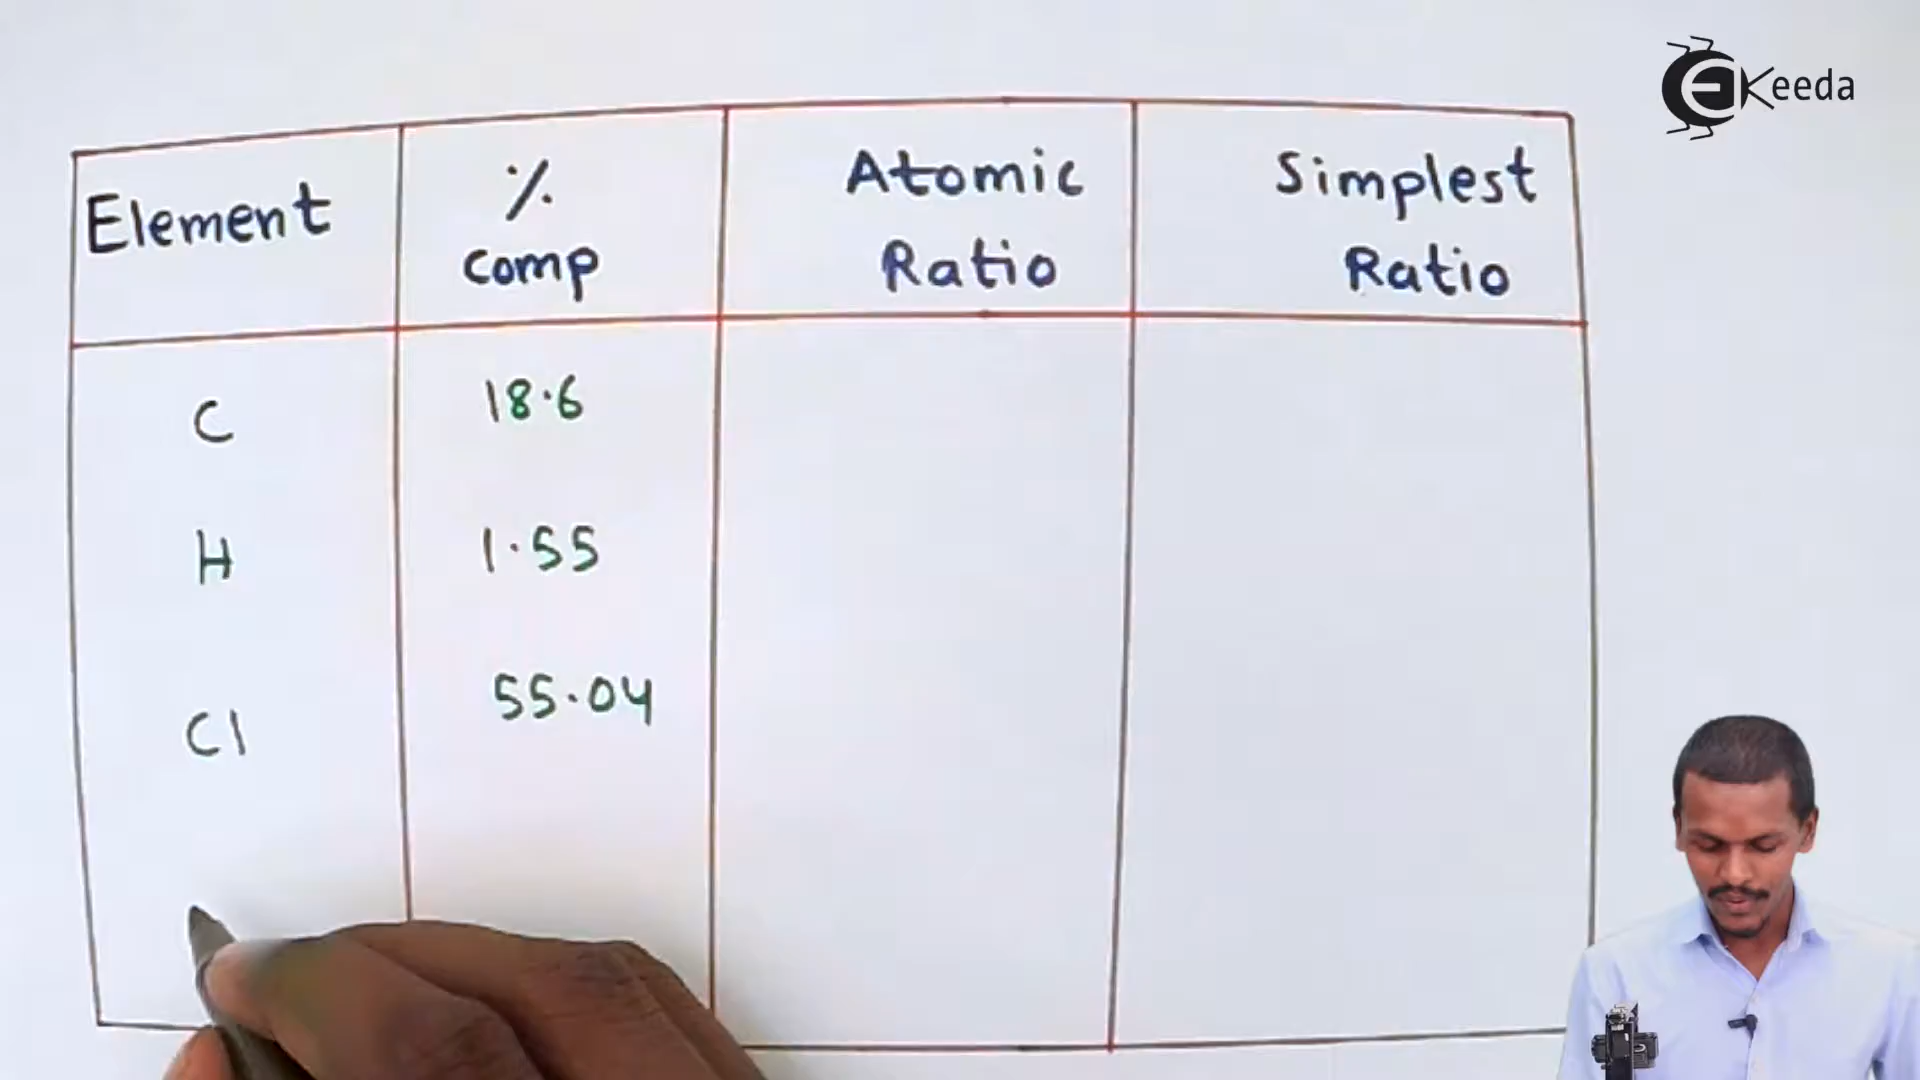 EKeeda
Element
%
comp
Atomic
Ratio
Simplest
Ratio
C
18.6
H
1.55
Cl
55.04